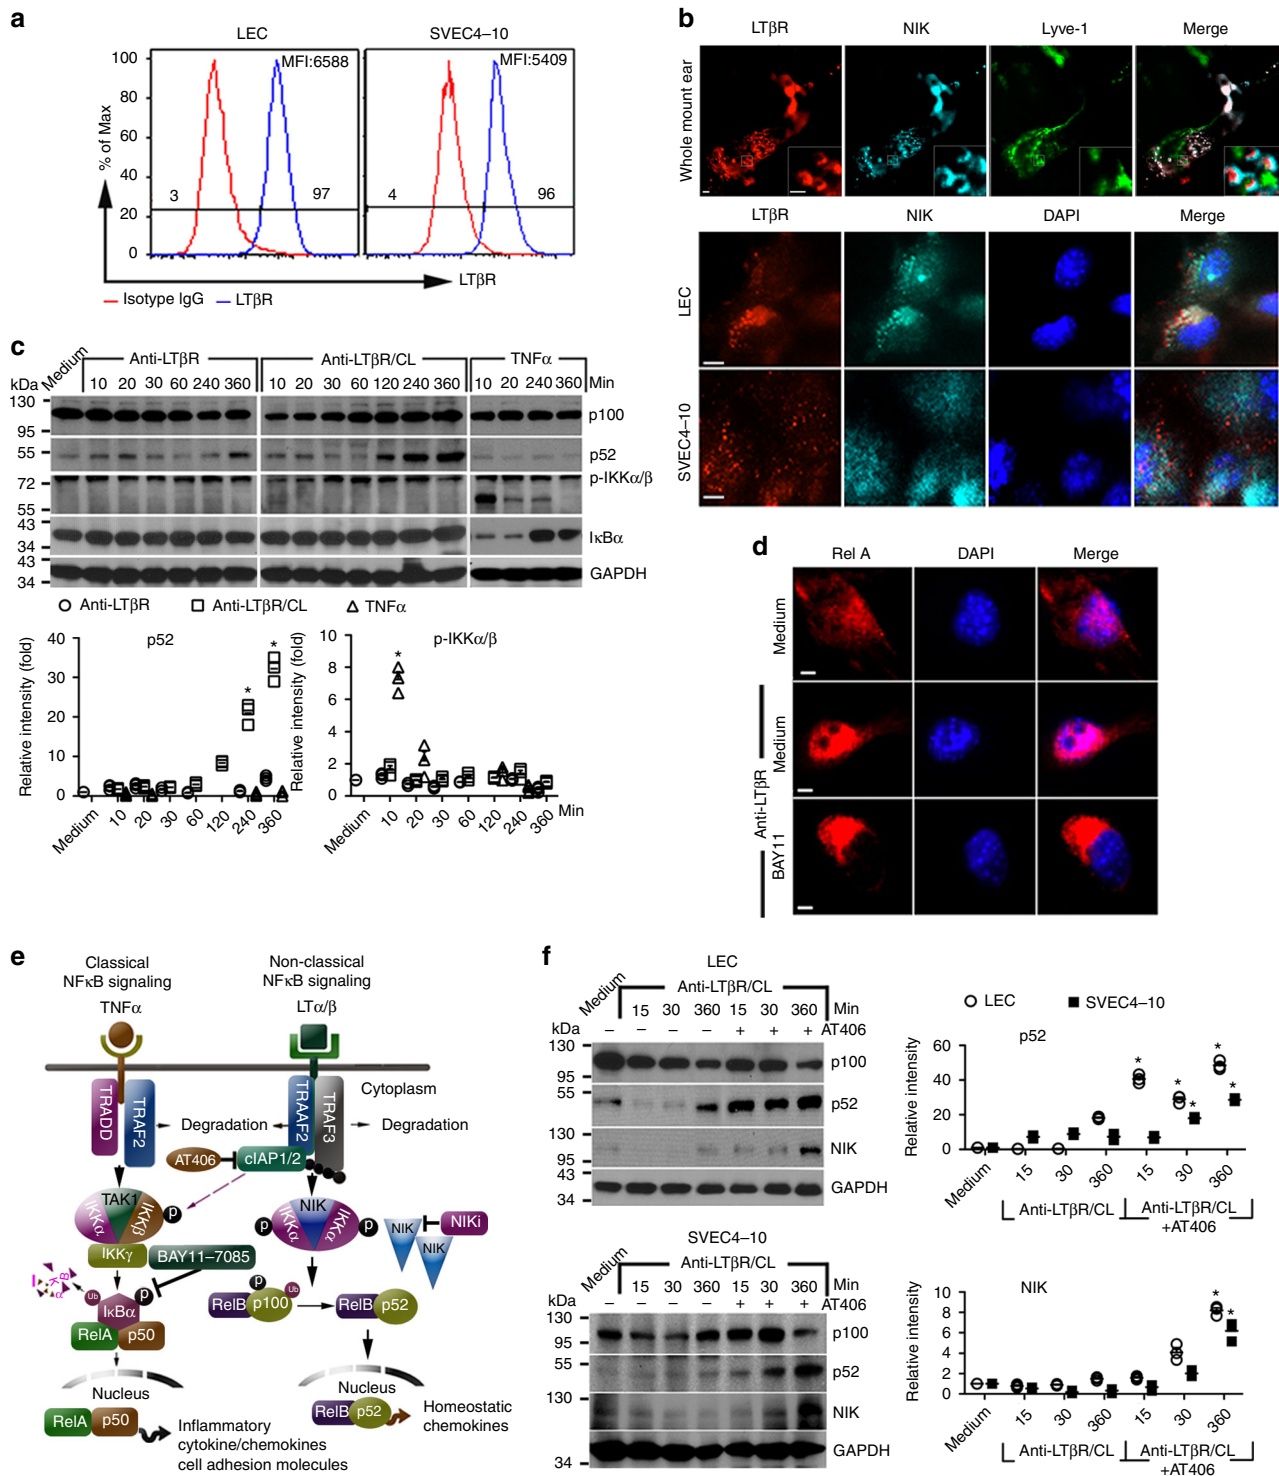 a
LEC
SVEC4–10
MFI:6588
MFI:5409
100
80
60
40
20
0
% of Max
3
97
4
96
LTβR
Isotype IgG
LTβR
b
LTβR
NIK
Lyve-1
Merge
Whole mount ear
LTβR
NIK
DAPI
Merge
LEC
SVEC4–10
c
Medium
Anti-LTβR
Anti-LTβR/CL
TNFα
kDa
10 20 30 60 240 360
10 20 30 60 120 240 360
10 20 240 360
Min
130
95
p100
55
p52
72
55
p-IKKα/β
43
34
IκBα
43
34
GAPDH
Anti-LTβR
Anti-LTβR/CL
TNFα
p52
Relative intensity (fold)
40
30
20
10
0
*
*
Medium 10 20 30 60 120 240 360
p-IKKα/β
Relative intensity (fold)
10
8
6
4
2
0
*
Medium 10 20 30 60 120 240 360 Min
d
Rel A
DAPI
Merge
Medium
Medium
BAY11
Anti-LTβR
e
Classical
NFκB signaling
Non-classical
NFκB signaling
TNFα
LTα/β
Cytoplasm
TRADD
TRAF2
TRAAF2
TRAF3
Degradation
Degradation
AT406
cIAP1/2
TAK1
IKKα
IKKβ
P
IKKγ
BAY11–7085
NIK
IKKα
IKKα
P
P
NIK
NIK
NIKi
IκBα
Ub
P
IκBα
RelA
p50
P
Ub
RelB
p100
RelB
p52
Nucleus
Nucleus
RelA
p50
Inflammatory
cytokine/chemokines
cell adhesion molecules
RelB
p52
Homeostatic
chemokines
f
LEC
Medium
Anti-LTβR/CL
15 30 360 15 30 360 Min
kDa
– – – – + + + AT406
130
95
p100
55
p52
130
95
NIK
43
34
GAPDH
SVEC4–10
Medium
Anti-LTβR/CL
15 30 360 15 30 360 Min
kDa
– – – – + + + AT406
130
95
p100
55
p52
130
NIK
34
GAPDH
LEC
SVEC4–10
p52
Relative intensity
60
40
20
0
*
*
*
*
*
Medium 15 30 360 15 30 360
Anti-LTβR/CL
Anti-LTβR/CL
+AT406
NIK
Relative intensity
10
8
6
4
2
0
*
*
Medium 15 30 360 15 30 360
Anti-LTβR/CL
Anti-LTβR/CL
+AT406